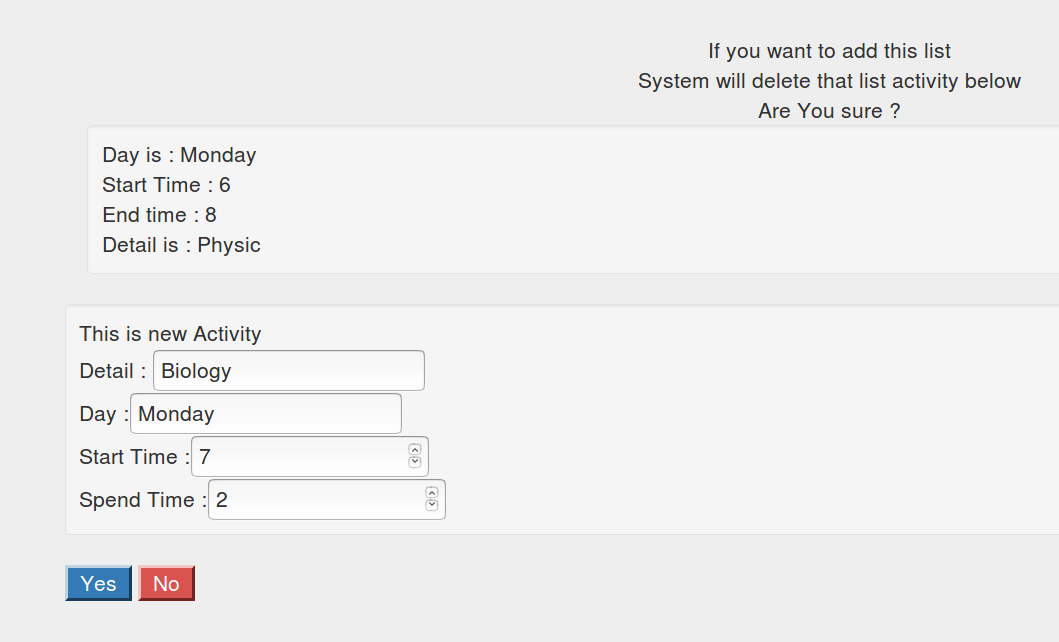 If you want to add this list
System will delete that list activity below
Are You sure ?
Day is : Monday
Start Time : 6
End time : 8
Detail is : Physic
This is new Activity
Detail : Biology
Day : Monday
Start Time : 7
Spend Time : 2
Yes No